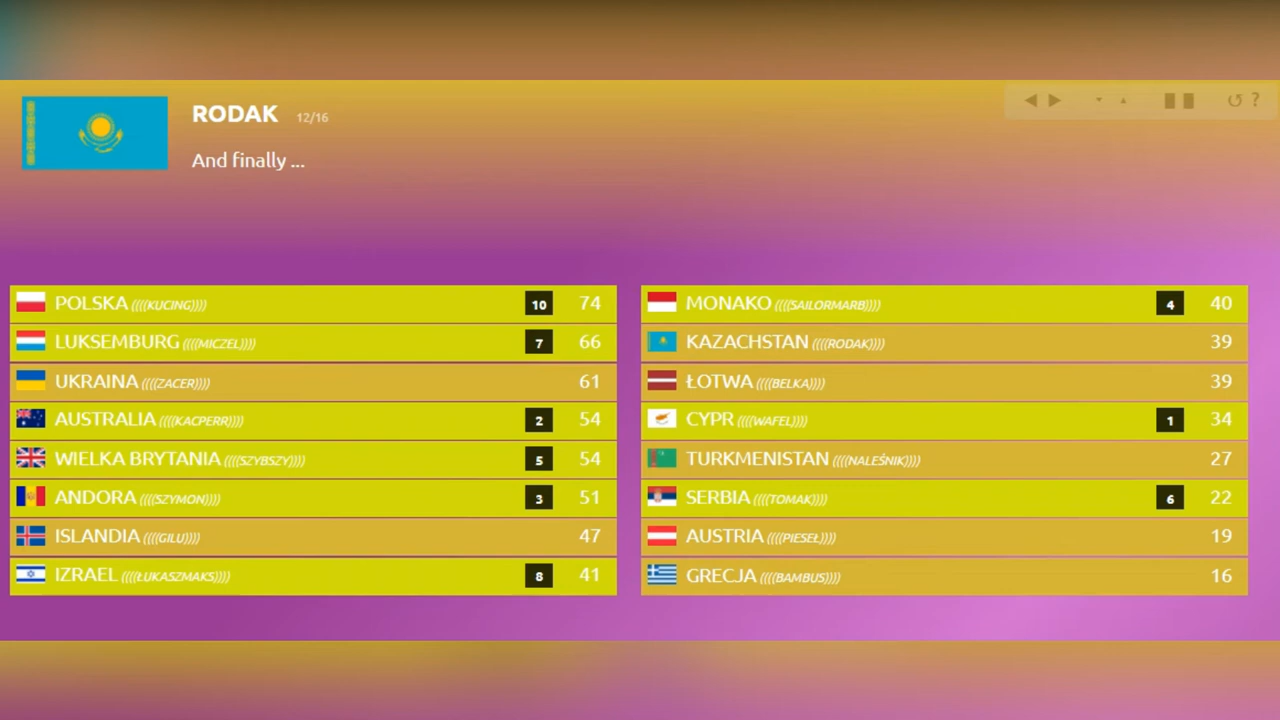 RODAK 12/16
And finally ...
POLSKA ((((KUCING)))) 10 74
LUKSEMBURG ((((MICZEL)))) 7 66
UKRAINA ((((ZACER)))) 61
AUSTRALIA ((((KACPERR)))) 2 54
WIELKA BRYTANIA ((((SZYBSZY)))) 5 54
ANDORA ((((SZYMON)))) 3 51
ISLANDIA ((((GILU)))) 47
IZRAEL ((((ŁUKASZMAKS)))) 8 41
MONAKO ((((SAILORMARB)))) 4 40
KAZACHSTAN ((((RODAK)))) 39
ŁOTWA ((((BELKA)))) 39
CYPR ((((WAFEL)))) 1 34
TURKMENISTAN ((((NALEŚNIK)))) 27
SERBIA ((((TOMAK)))) 6 22
AUSTRIA ((((PIESEŁ)))) 19
GRECJA ((((BAMBUS)))) 16